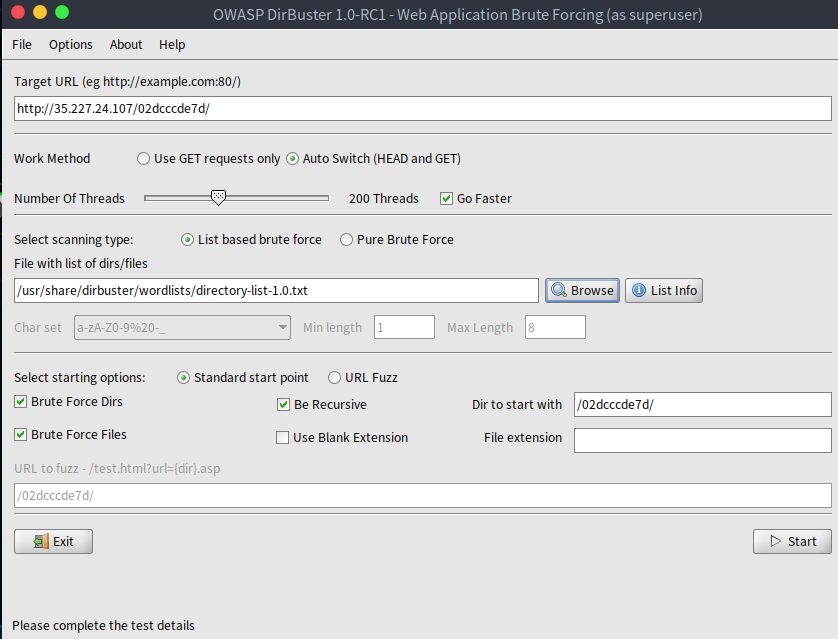 OWASP DirBuster 1.0-RC1 - Web Application Brute Forcing (as superuser)
File Options About Help
Target URL (eg http://example.com:80/)
http://35.227.24.107/02dcccde7d/
Work Method Use GET requests only Auto Switch (HEAD and GET)
Number Of Threads 200 Threads Go Faster
Select scanning type: List based brute force Pure Brute Force
File with list of dirs/files
/usr/share/dirbuster/wordlists/directory-list-1.0.txt Browse List Info
Char set a-zA-Z0-9%20-_ Min length 1 Max Length 8
Select starting options: Standard start point URL Fuzz
Brute Force Dirs Be Recursive Dir to start with /02dcccde7d/
Brute Force Files Use Blank Extension File extension
URL to fuzz - /test.html?url={dir}.asp
/02dcccde7d/
Exit Start
Please complete the test details